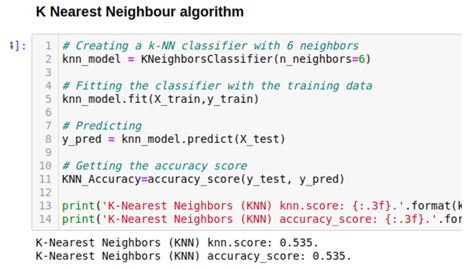 K Nearest Neighbour algorithm
]:
1 # Creating a k-NN classifier with 6 neighbors
2 knn_model = KNeighborsClassifier(n_neighbors=6)
3
4 # Fitting the classifier with the training data
5 knn_model.fit(X_train,y_train)
6
7 # Predicting
8 y_pred = knn_model.predict(X_test)
9
10 # Getting the accuracy score
11 KNN_Accuracy=accuracy_score(y_test, y_pred)
12
13 print('K-Nearest Neighbors (KNN) knn.score: {:.3f}.'.format(k
14 print('K-Nearest Neighbors (KNN) accuracy_score: {:.3f}.'.for
K-Nearest Neighbors (KNN) knn.score: 0.535.
K-Nearest Neighbors (KNN) accuracy_score: 0.535.